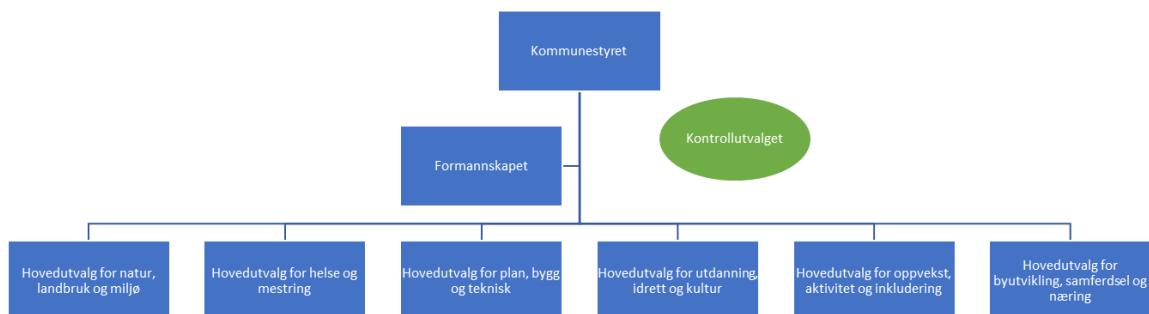 Kommunestyret
Kontrollutvalget
Formannskapet
Hovedutvalg for natur,
landbruk og miljø
Hovedutvalg for helse og
mestring
Hovedutvalg for plan, bygg
og teknisk
Hovedutvalg for utdanning,
idrett og kultur
Hovedutvalg for oppvekst,
aktivitet og inkludering
Hovedutvalg for
byutvikling, samferdsel og
næring